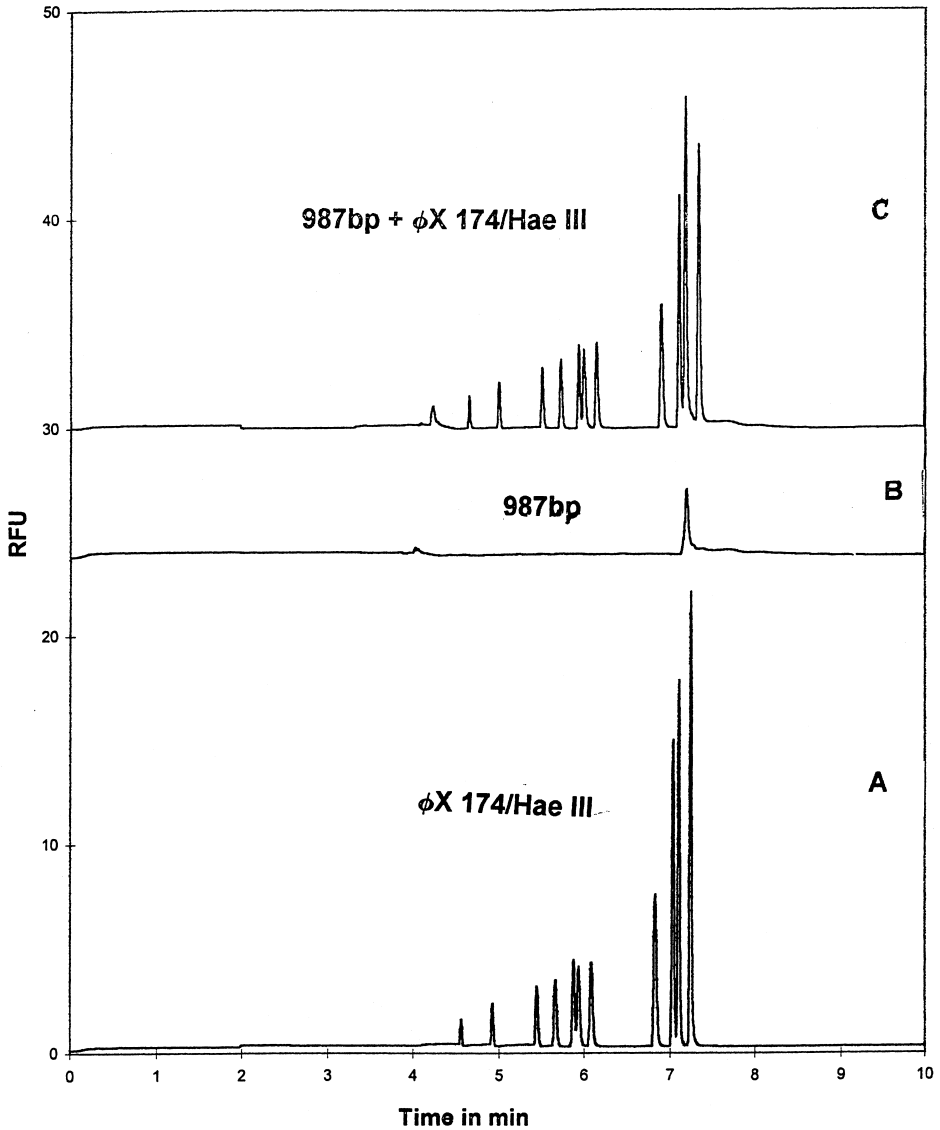 50
40
30
20
10
0
RFU
987bp + ϕX 174/Hae III
C
987bp
B
ϕX 174/Hae III
A
0 1 2 3 4 5 6 7 8 9 10
Time in min